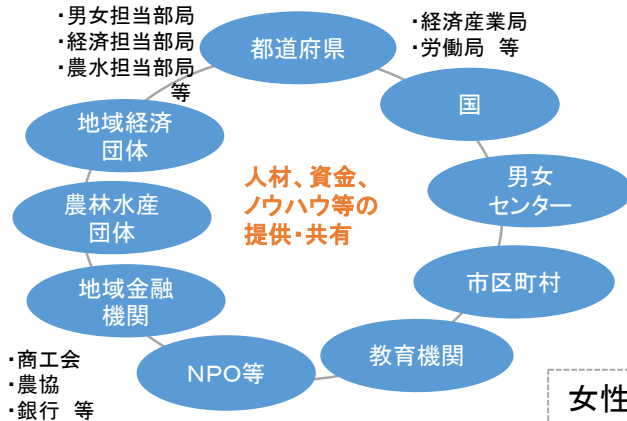 ・男女担当部局
・経済担当部局
・農水担当部局
等
都道府県
・経済産業局
・労働局 等
国
地域経済
団体
男女
センター
人材、資金、
ノウハウ等の
提供・共有
農林水産
団体
市区町村
地域金融
機関
教育機関
NPO等
・商工会
・農協
・銀行 等
女性